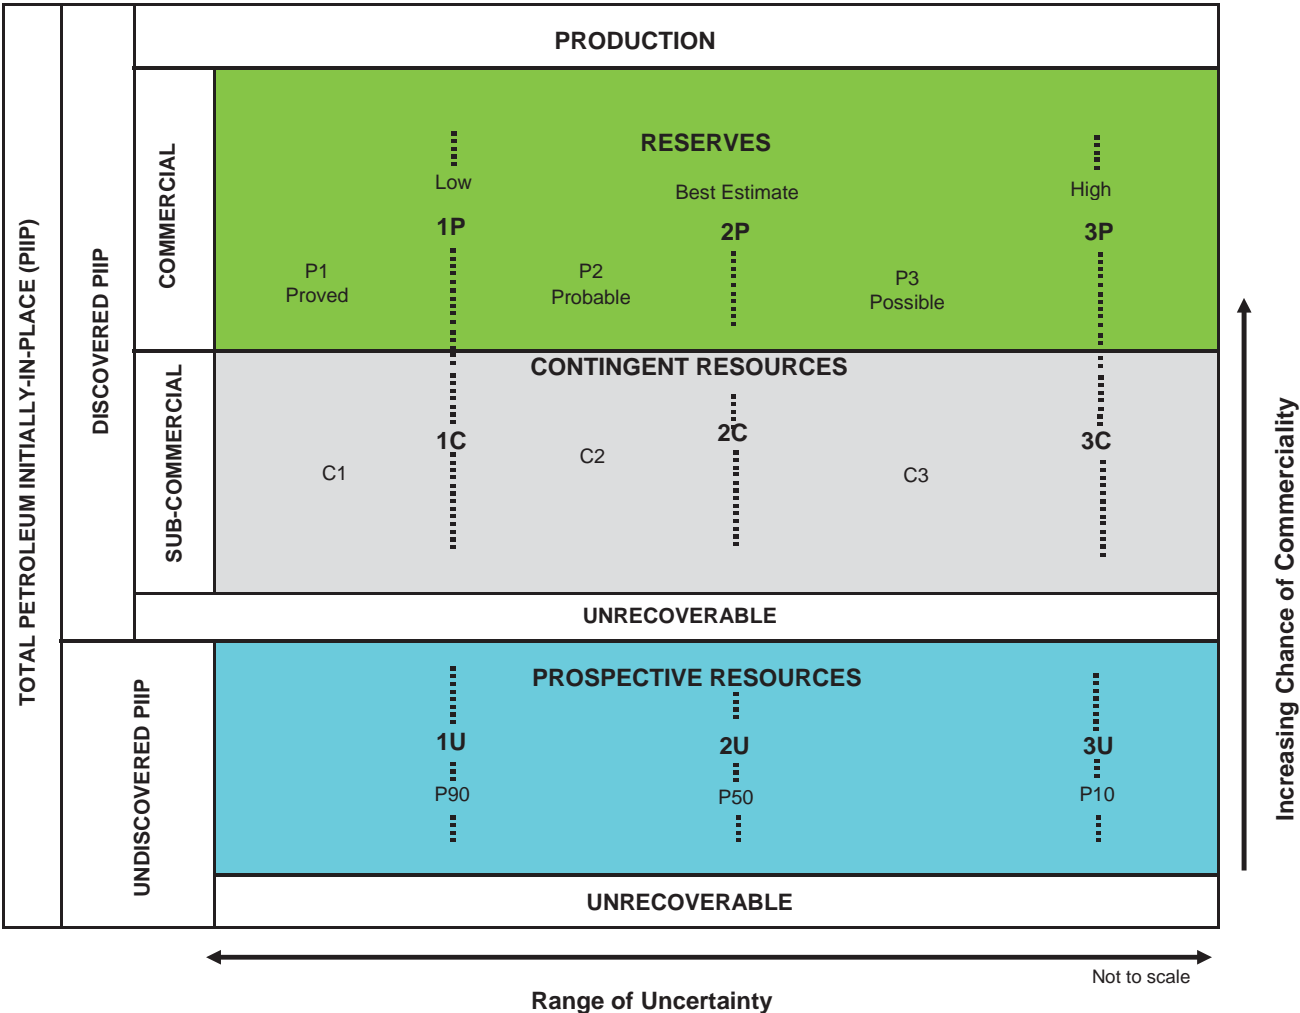 TOTAL PETROLEUM INITIALLY-IN-PLACE (PIIP)
DISCOVERED PIIP
PRODUCTION
COMMERCIAL
RESERVES
Low
Best Estimate
High
1P
2P
3P
P1
Proved
P2
Probable
P3
Possible
SUB-COMMERCIAL
CONTINGENT RESOURCES
1C
2C
3C
C1
C2
C3
UNRECOVERABLE
UNDISCOVERED PIIP
PROSPECTIVE RESOURCES
1U
2U
3U
P90
P50
P10
UNRECOVERABLE
Increasing Chance of Commerciality
Not to scale
Range of Uncertainty